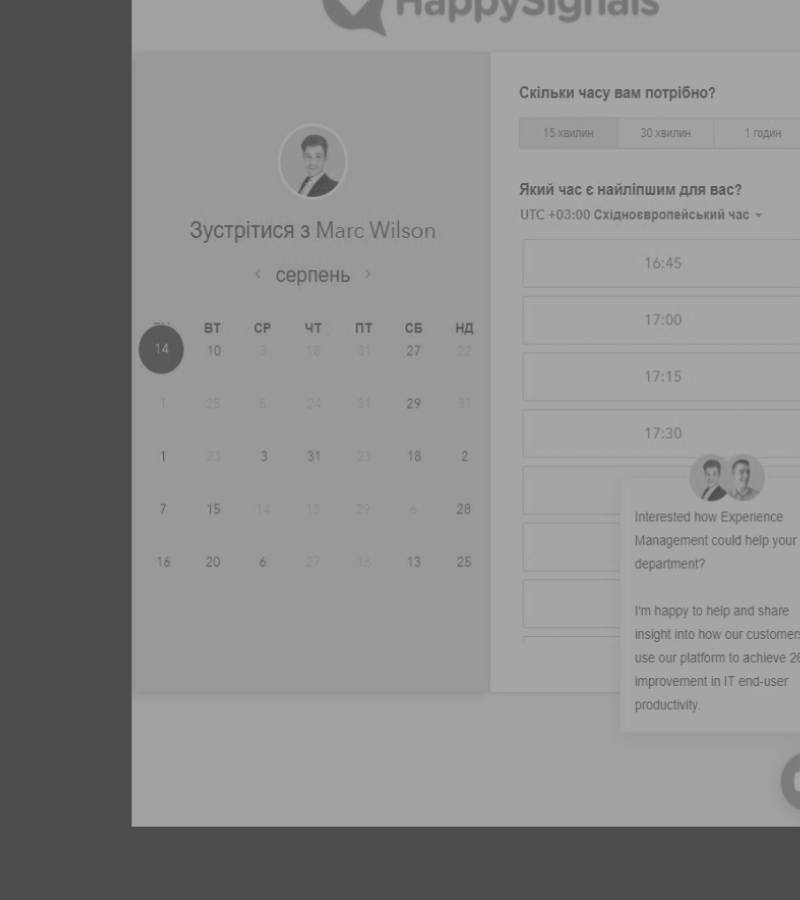 HappySignals
Зустрітися з Marc Wilson
< серпень >
ВТ СР ЧТ ПТ СБ НД
14 10 3 18 31 27 22
1 25 5 24 31 29 31
1 23 3 31 23 18 2
7 15 14 13 29 6 28
16 20 6 27 16 13 25
Скільки часу вам потрібно?
15 хвилин 30 хвилин 1 годин
Який час є найліпшим для вас?
UTC +03:00 Східноєвропейський час
16:45
17:00
17:15
17:30
Interested how Experience
Management could help your
department?
I'm happy to help and share
insight into how our customers
use our platform to achieve 26
improvement in IT end-user
productivity.